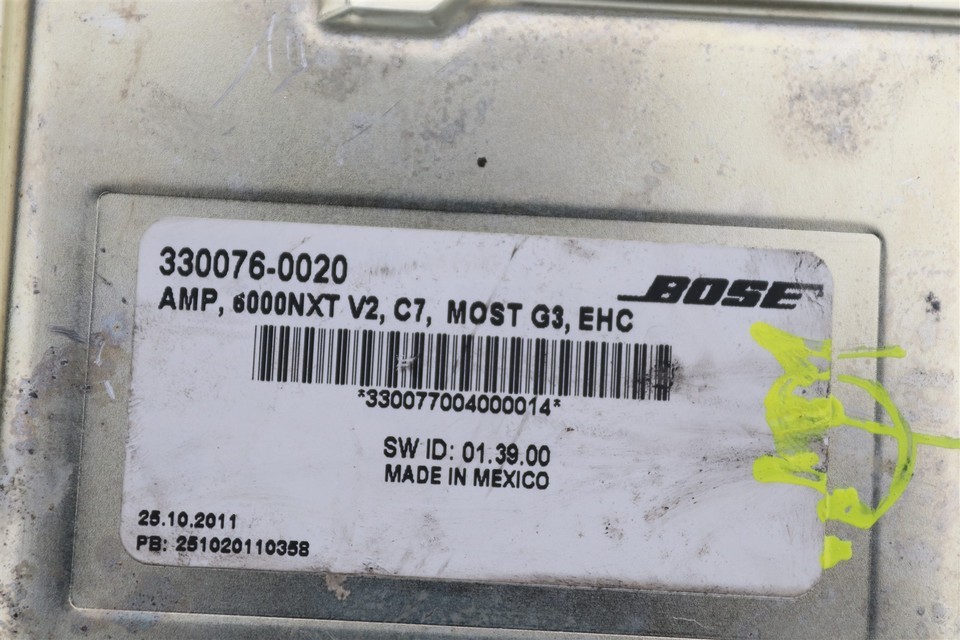 330076-0020
BOSE
AMP, 6000NXT V2, C7, MOST G3, EHC
*330077004000014*
SW ID: 01.39.00
MADE IN MEXICO
25.10.2011
PB: 251020110358